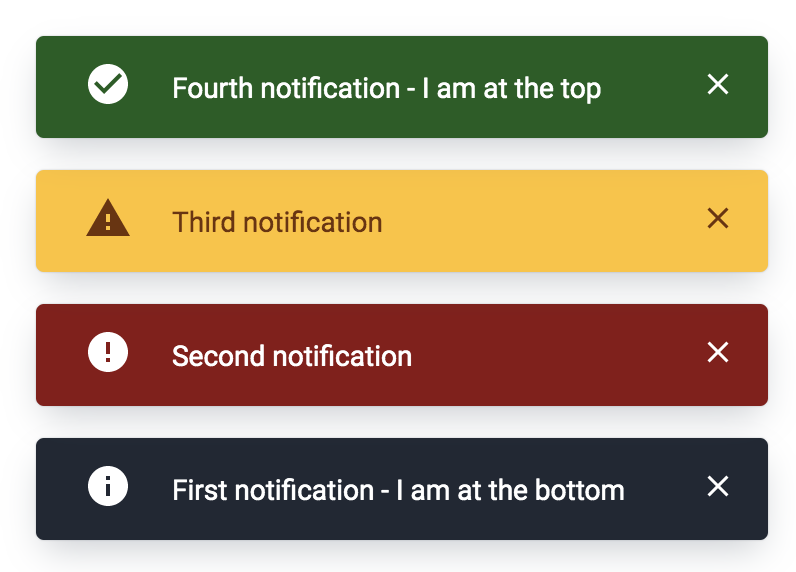 Fourth notification - I am at the top
Third notification
Second notification
First notification - I am at the bottom